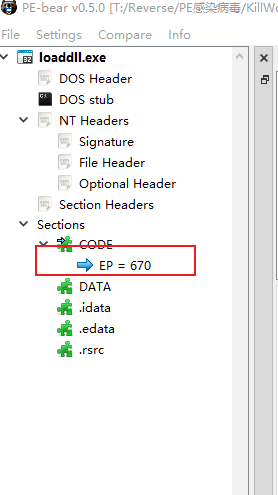 PE-bear v0.5.0 [T:/Reverse/PE感染病毒/KillWo
File Settings Compare Info
loaddll.exe
DOS Header
DOS stub
NT Headers
Signature
File Header
Optional Header
Section Headers
Sections
CODE
EP = 670
DATA
.idata
.edata
.rsrc